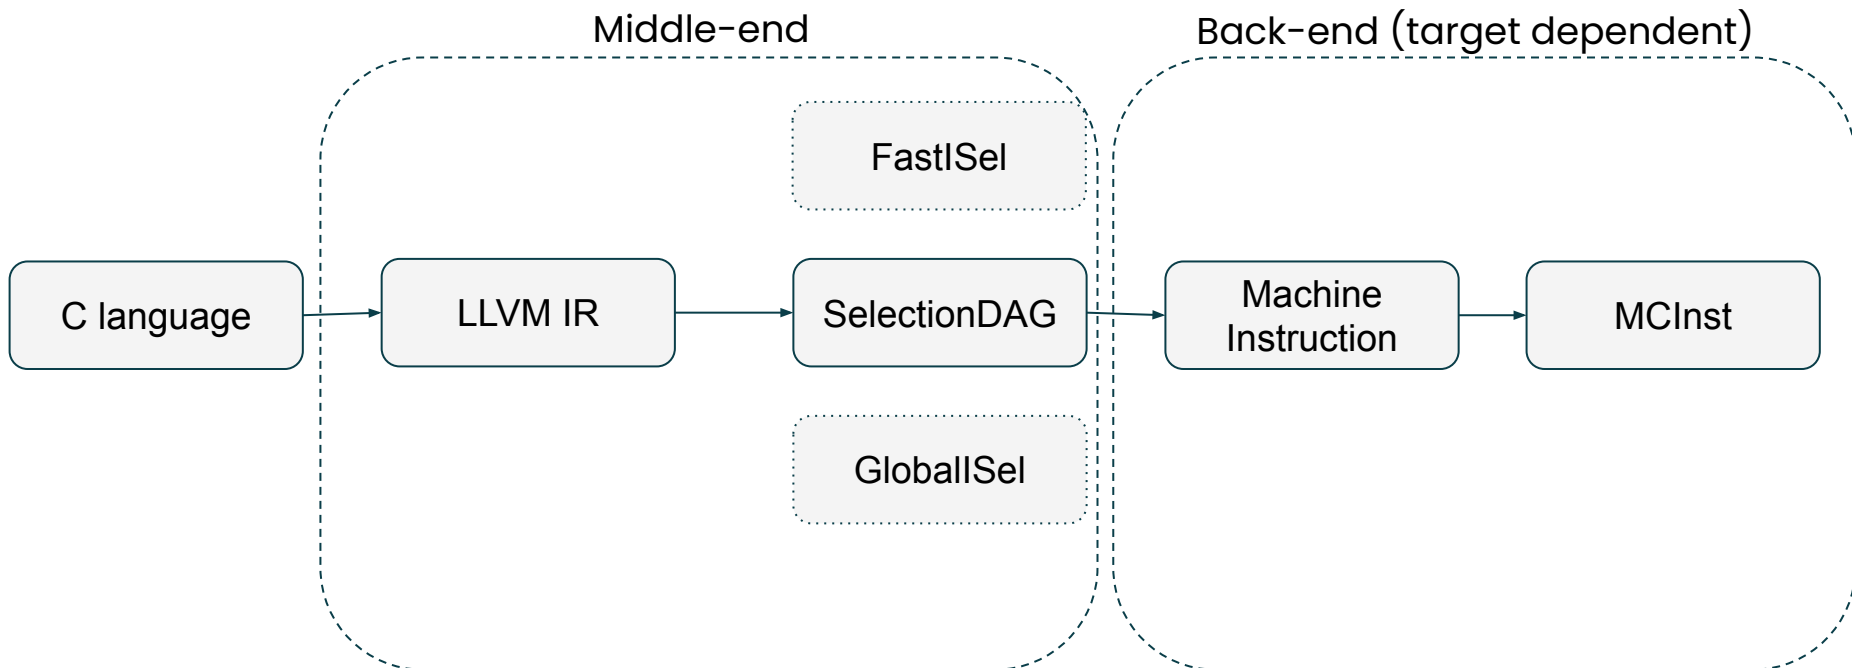 Middle-end
Back-end (target dependent)
FastISel
C language
LLVM IR
SelectionDAG
Machine
Instruction
MCInst
GlobalISel